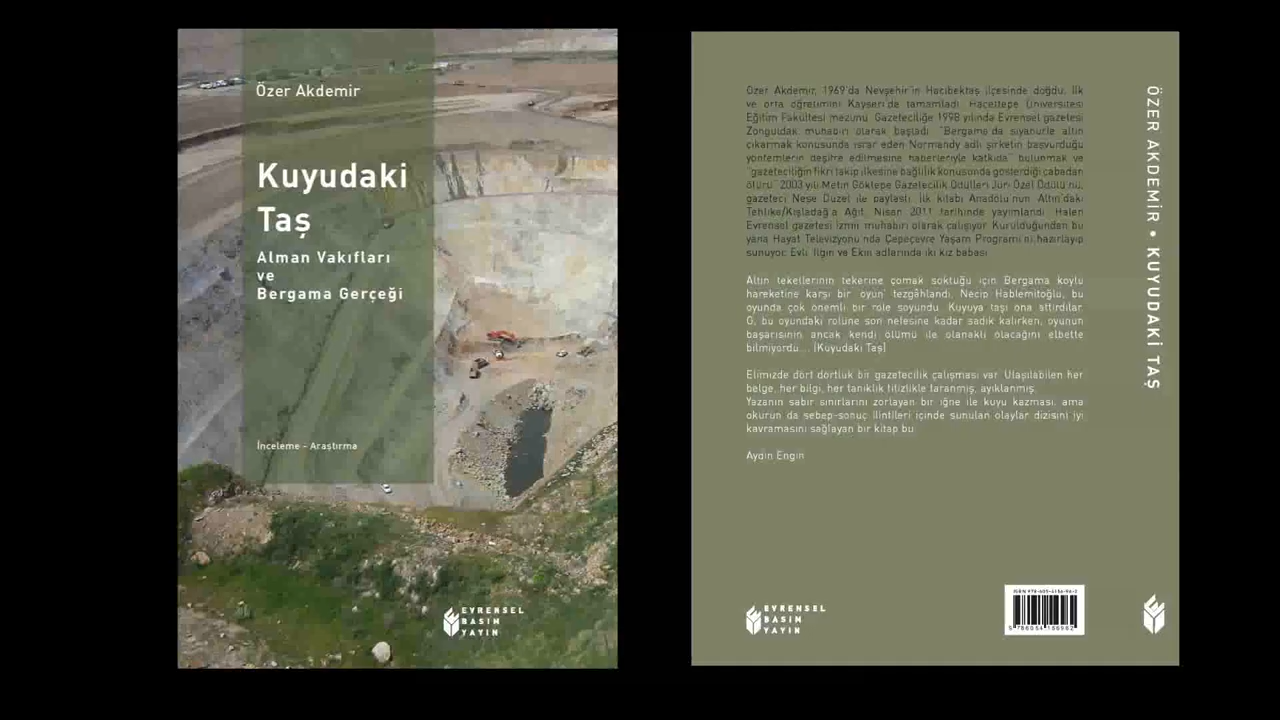 Özer Akdemir
Kuyudaki
Taş
Alman Vakıfları
ve
Bergama Gerçeği
İnceleme - Araştırma
EVRENSEL
BASIM
YAYIN
Özer Akdemir, 1969'da Nevşehir'in Hacıbektaş ilçesinde doğdu. İlk
ve orta öğretimini Kayseri'de tamamladı. Hacettepe Üniversitesi
Eğitim Fakültesi mezunu. Gazeteciliğe 1998 yılında Evrensel gazetesi
Zonguldak muhabiri olarak başladı. "Bergama'da siyanürle altın
çıkarmak konusunda ısrar eden Normandy adlı şirketin başvurduğu
yöntemlerin deşifre edilmesine haberleriyle katkıda" bulunmak ve
"gazeteciliğin fikri takip ilkesine bağlılık konusunda gösterdiği çabadan
ötürü" 2003 yılı Metin Göktepe Gazetecilik Ödülleri Jüri Özel Ödülü'nü,
gazeteci Neşe Düzel ile paylaştı. İlk kitabı Anadolu'nun 'Altın'daki
Tehlike/Kışladağ'a Ağıt, Nisan 2011 tarihinde yayımlandı. Halen
Evrensel gazetesi İzmir muhabiri olarak çalışıyor. Kurulduğundan bu
yana Hayat Televizyonu'nda Çepeçevre Yaşam Programı'nı hazırlayıp
sunuyor. Evli. Ilgın ve Ekin adlarında iki kız babası.
Altın tekellerinin tekerine çomak soktuğu için Bergama köylü
hareketine karşı bir 'oyun' tezgâhlandı. Necip Hablemitoğlu, bu
oyunda çok önemli bir role soyundu. Kuyuya taşı ona attırdılar.
O, bu oyundaki rolüne son nefesine kadar sadık kalırken, oyunun
başarısının ancak kendi ölümü ile olanaklı olacağını elbette
bilmiyordu... (Kuyudaki Taş)
Elimizde dört dörtlük bir gazetecilik çalışması var. Ulaşılabilen her
belge, her bilgi, her tanıklık titizlikle taranmış, ayıklanmış.
Yazanın sabır sınırlarını zorlayan bir iğne ile kuyu kazması, ama
okurun da sebep-sonuç ilintileri içinde sunulan olaylar dizisini iyi
kavramasını sağlayan bir kitap bu.
Aydın Engin
EVRENSEL
BASIM
YAYIN
ÖZER AKDEMİR • KUYUDAKİ TAŞ